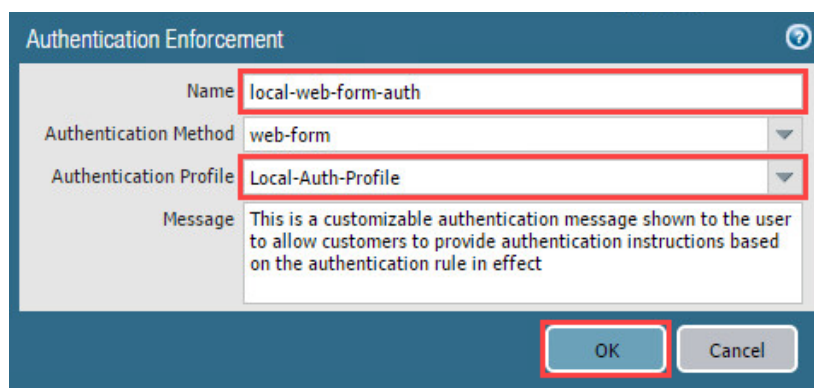 Authentication Enforcement
Name local-web-form-auth
Authentication Method web-form
Authentication Profile Local-Auth-Profile
Message This is a customizable authentication message shown to the user
to allow customers to provide authentication instructions based
on the authentication rule in effect
OK Cancel